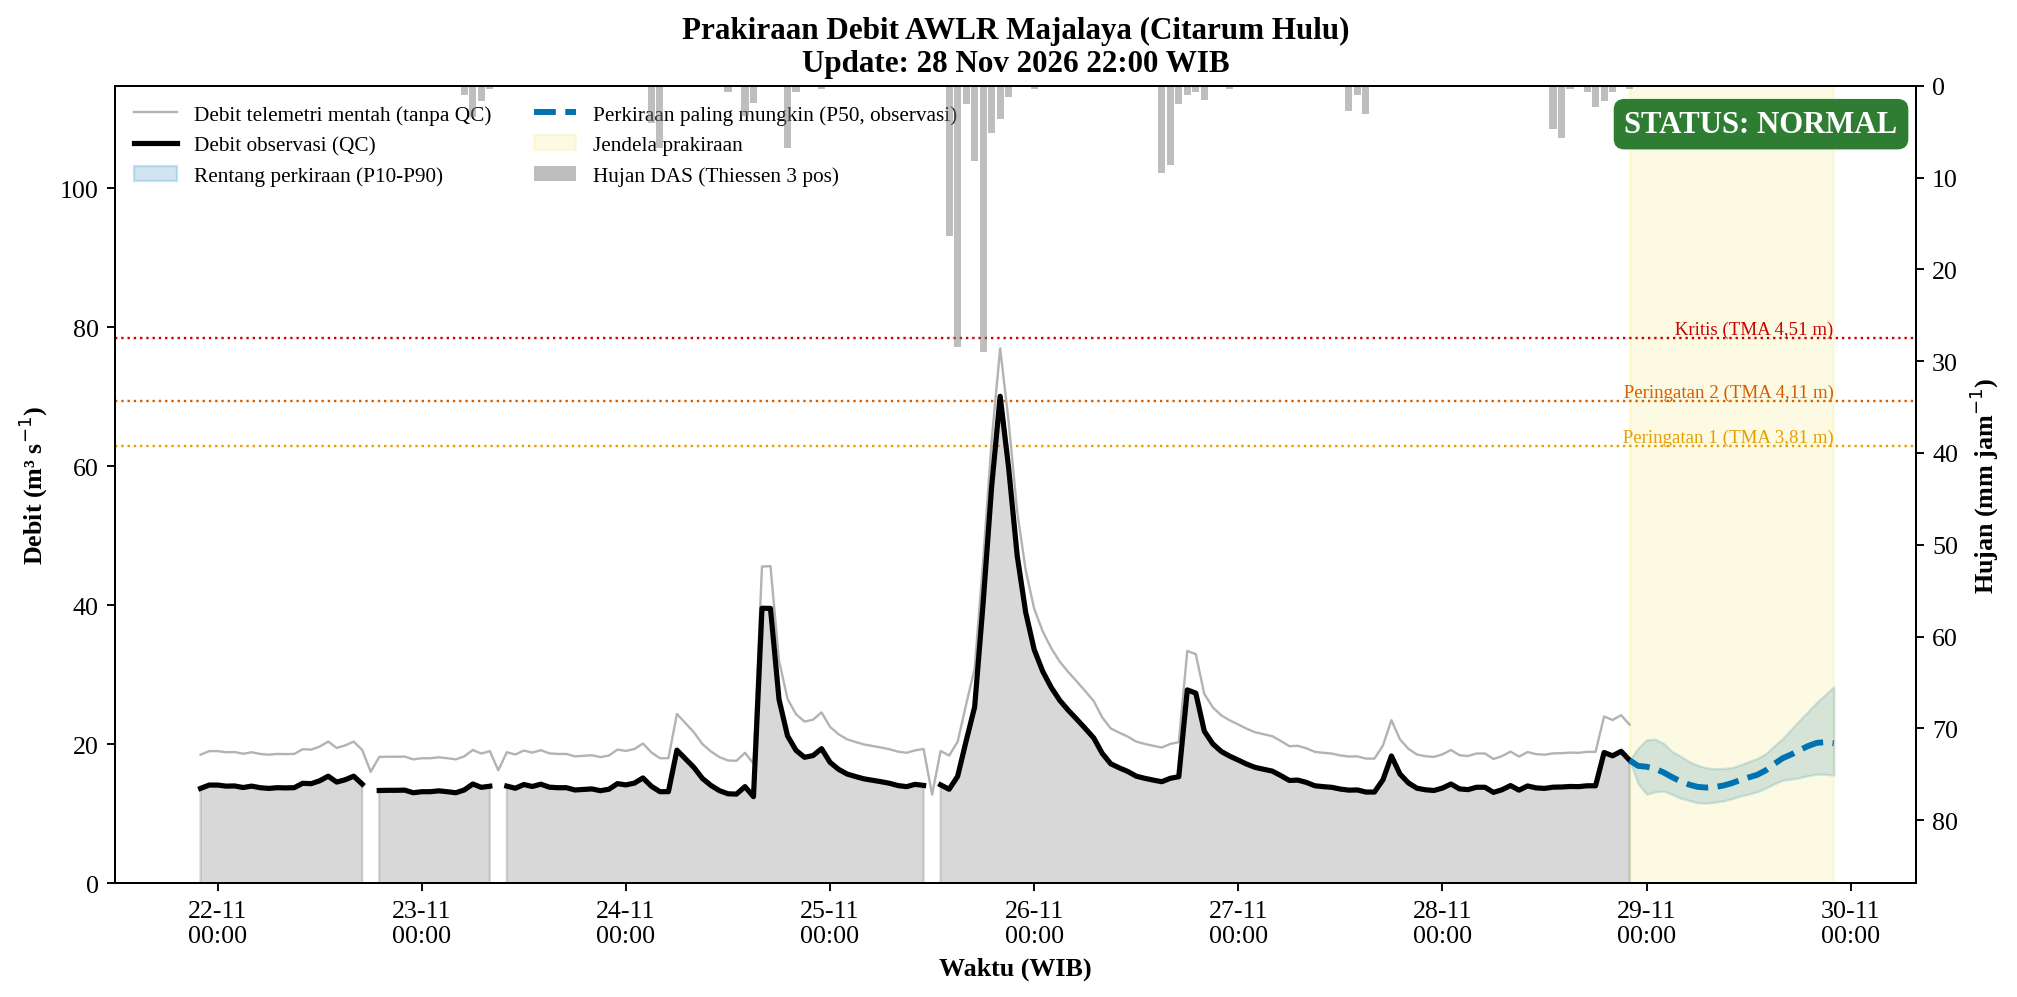 Prakiraan Debit AWLR Majalaya (Citarum Hulu)
Update: 28 Nov 2026 22:00 WIB
Debit telemetri mentah (tanpa QC)
Debit observasi (QC)
Rentang perkiraan (P10-P90)
Perkiraan paling mungkin (P50, observasi)
Jendela prakiraan
Hujan DAS (Thiessen 3 pos)
STATUS: NORMAL
Kritis (TMA 4,51 m)
Peringatan 2 (TMA 4,11 m)
Peringatan 1 (TMA 3,81 m)
Debit (m³ s⁻¹)
100
80
60
40
20
0
Hujan (mm jam⁻¹)
0
10
20
30
40
50
60
70
80
22-11
00:00
23-11
00:00
24-11
00:00
25-11
00:00
26-11
00:00
27-11
00:00
28-11
00:00
29-11
00:00
30-11
00:00
Waktu (WIB)